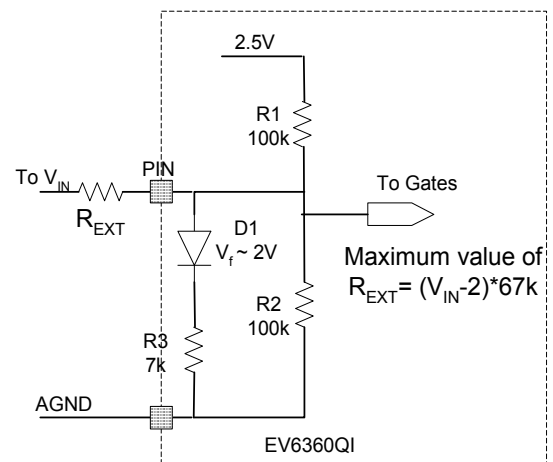 2.5V
R1
100k
To V_IN
PIN
R_EXT
To Gates
D1
V_f ~ 2V
Maximum value of
R_EXT= (V_IN-2)*67k
R2
100k
R3
7k
AGND
EV6360QI